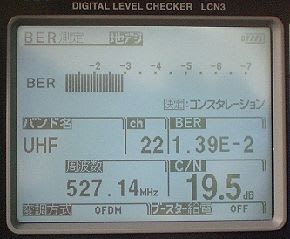 DIGITAL LEVEL CHECKER LCN3
BER測定 地デジ
-2 -3 -4 -5 -6 -7
BER
決定:コンスタレーション
バンド名 ch BER
UHF 22 1.39E-2
周波数 C/N
527.14MHz 19.5dB
変調方式 OFDM ブースター給電 OFF